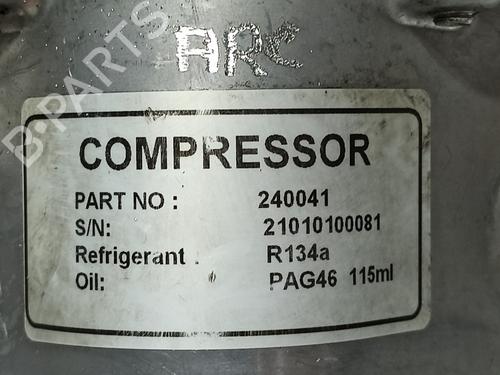 B-PARTS
ARC
COMPRESSOR
PART NO : 240041
S/N: 21010100081
Refrigerant : R134a
Oil: PAG46 115ml